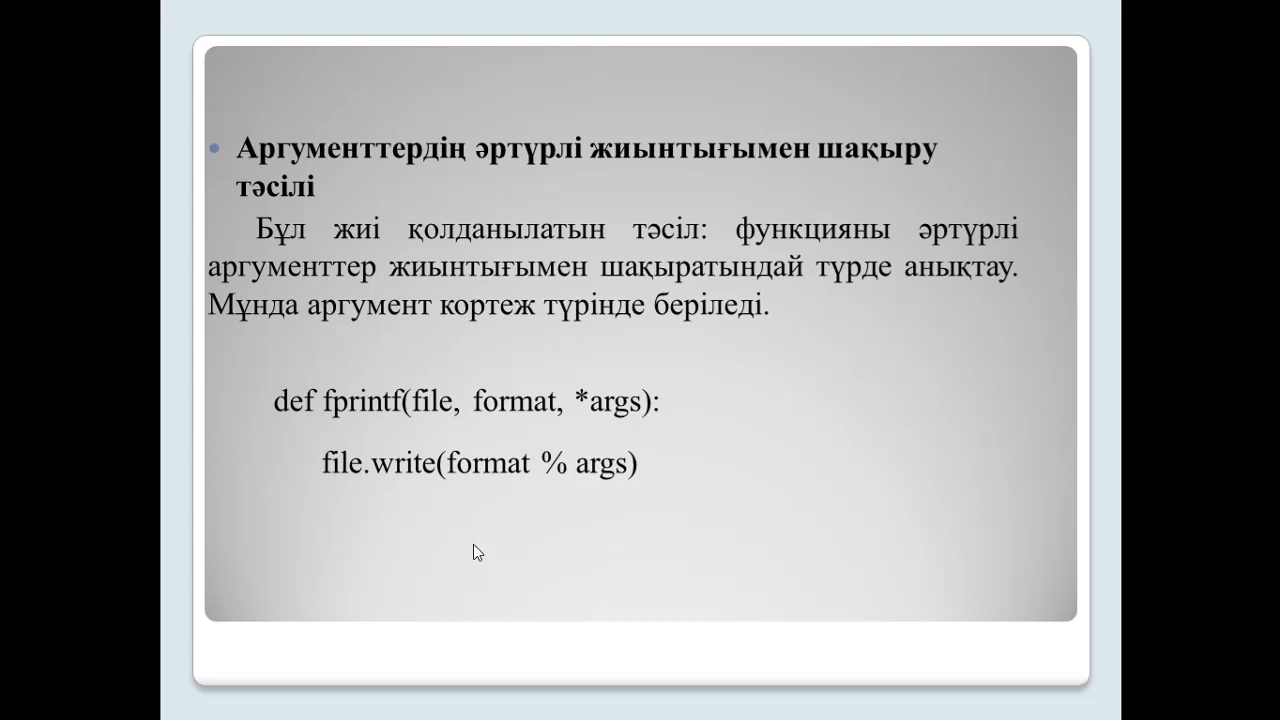 • Аргументтердің әртүрлі жиынтығымен шақыру
тәсілі
Бұл жиі қолданылатын тәсіл: функцияны әртүрлі
аргументтер жиынтығымен шақыратындай түрде анықтау.
Мұнда аргумент кортеж түрінде беріледі.
def fprintf(file, format, *args):
file.write(format % args)